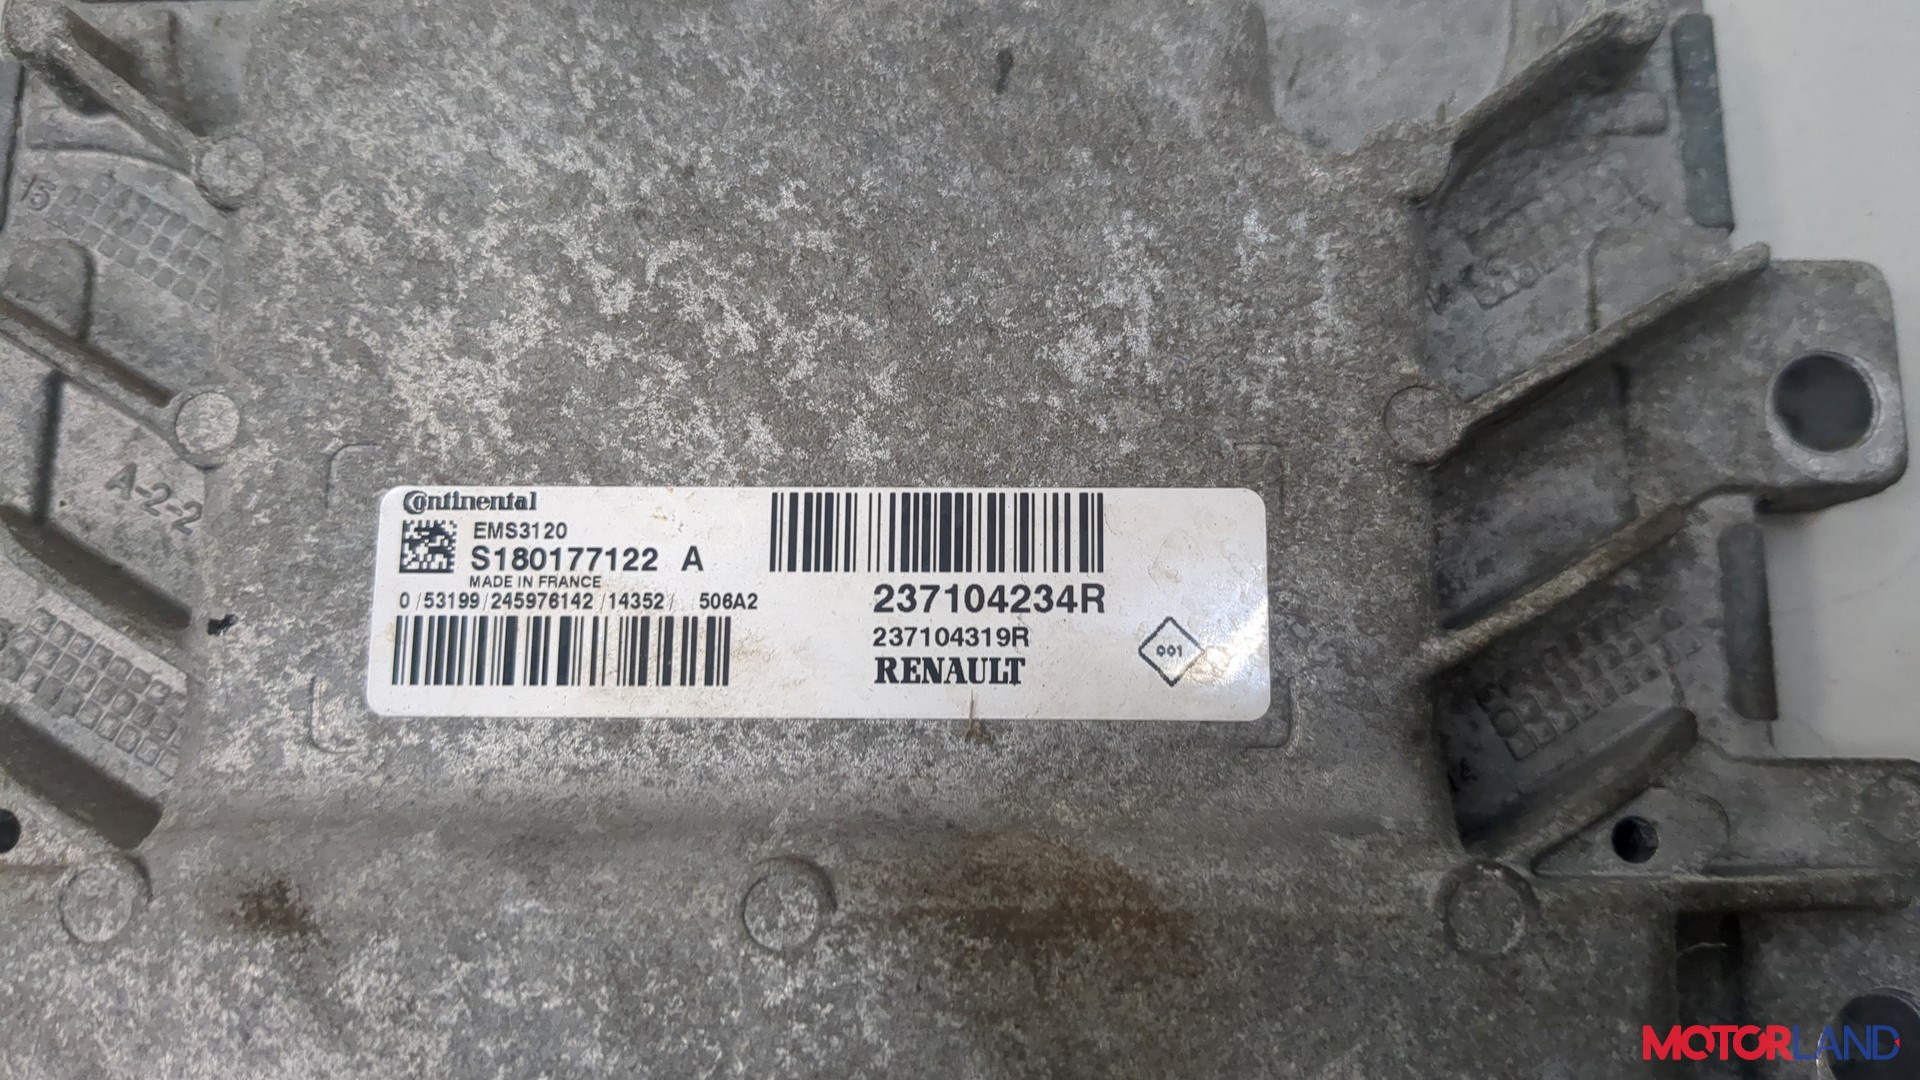 15
A-2-2
Continental
EMS3120
S180177122 A
MADE IN FRANCE
0 /53199 /245976142 /14352/ 506A2
237104234R
237104319R
RENAULT
001
14
MOTORLAND